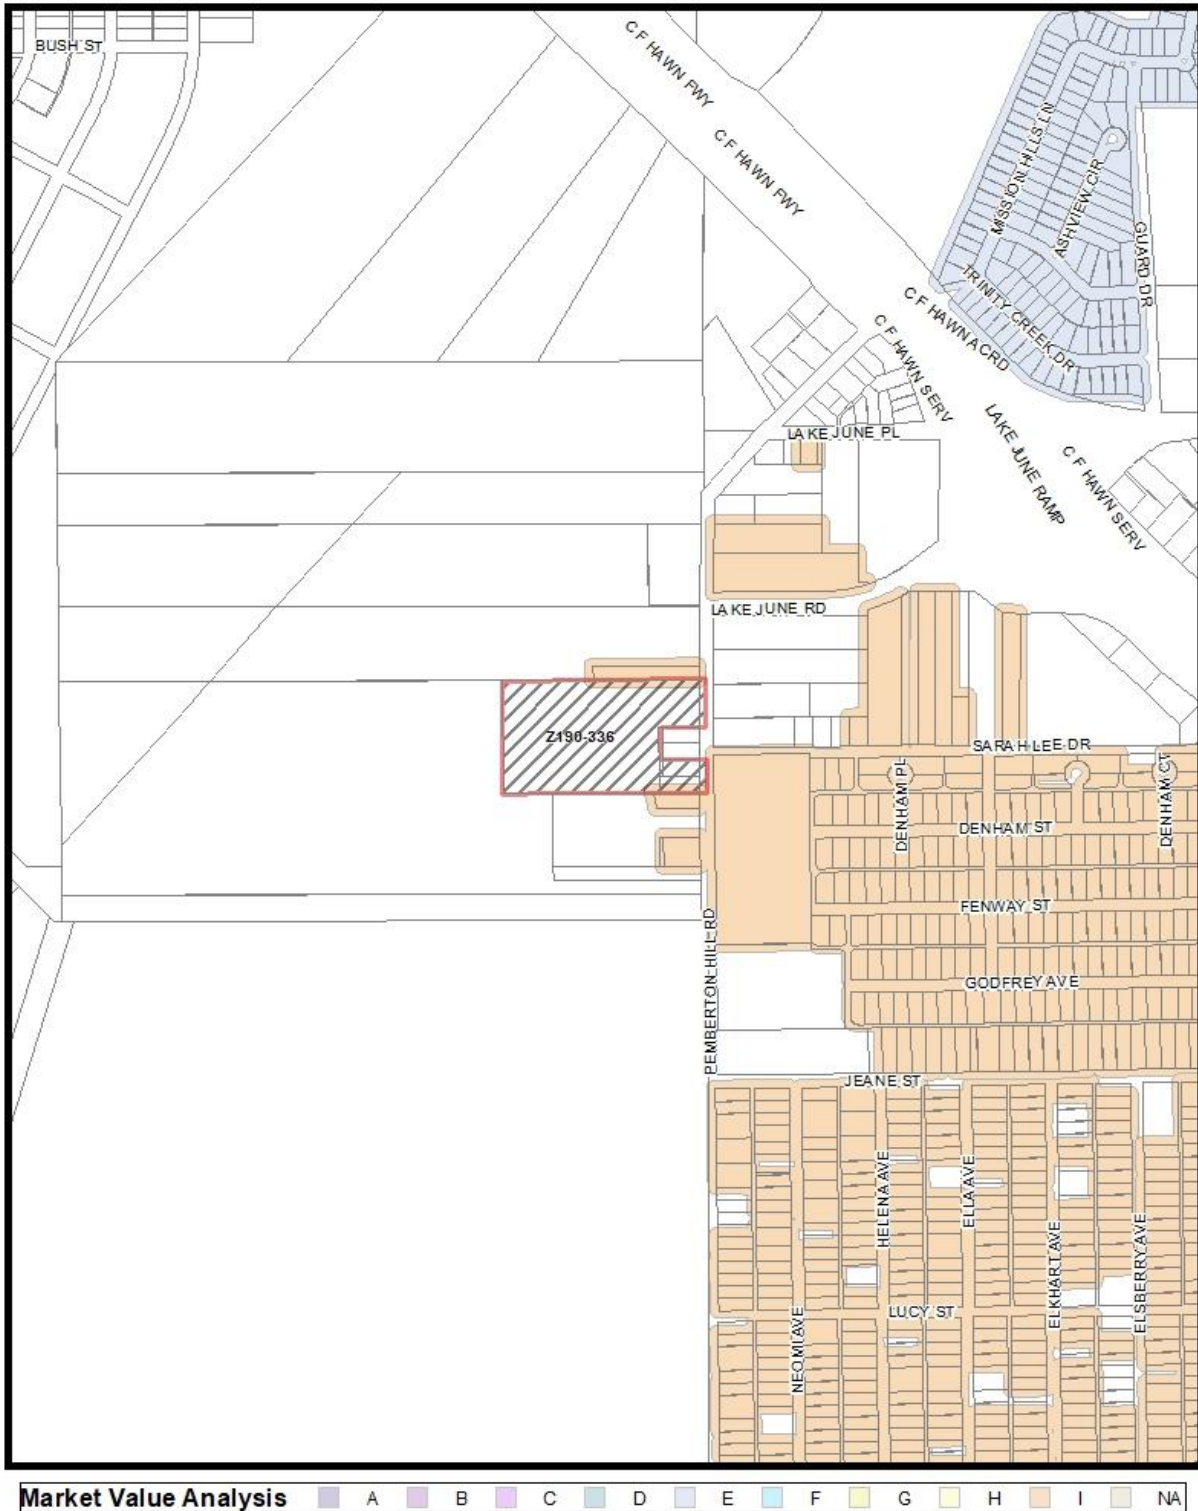 BUSH ST
C F HAWN FWY
C F HAWN FWY
MISSION HILLS LN
ASHVIEW CIR
GUARD DR
TRINITY CREEK DR
C F HAWN ACRD
C F HAWN SERV
LAKE JUNE PL
LAKE JUNE RAMP
C F HAWN SERV
LAKE JUNE RD
Z190-336
SARAH LEE DR
DENHAM PL
DENHAM CT
DENHAM ST
FENWAY ST
PEMBERTON HILL RD
GODFREY AVE
JEANE ST
HELENA AVE
ELLA AVE
ELKHART AVE
ELSBERRY AVE
LUCY ST
NEOMI AVE
Market Value Analysis A B C D E F G H I NA